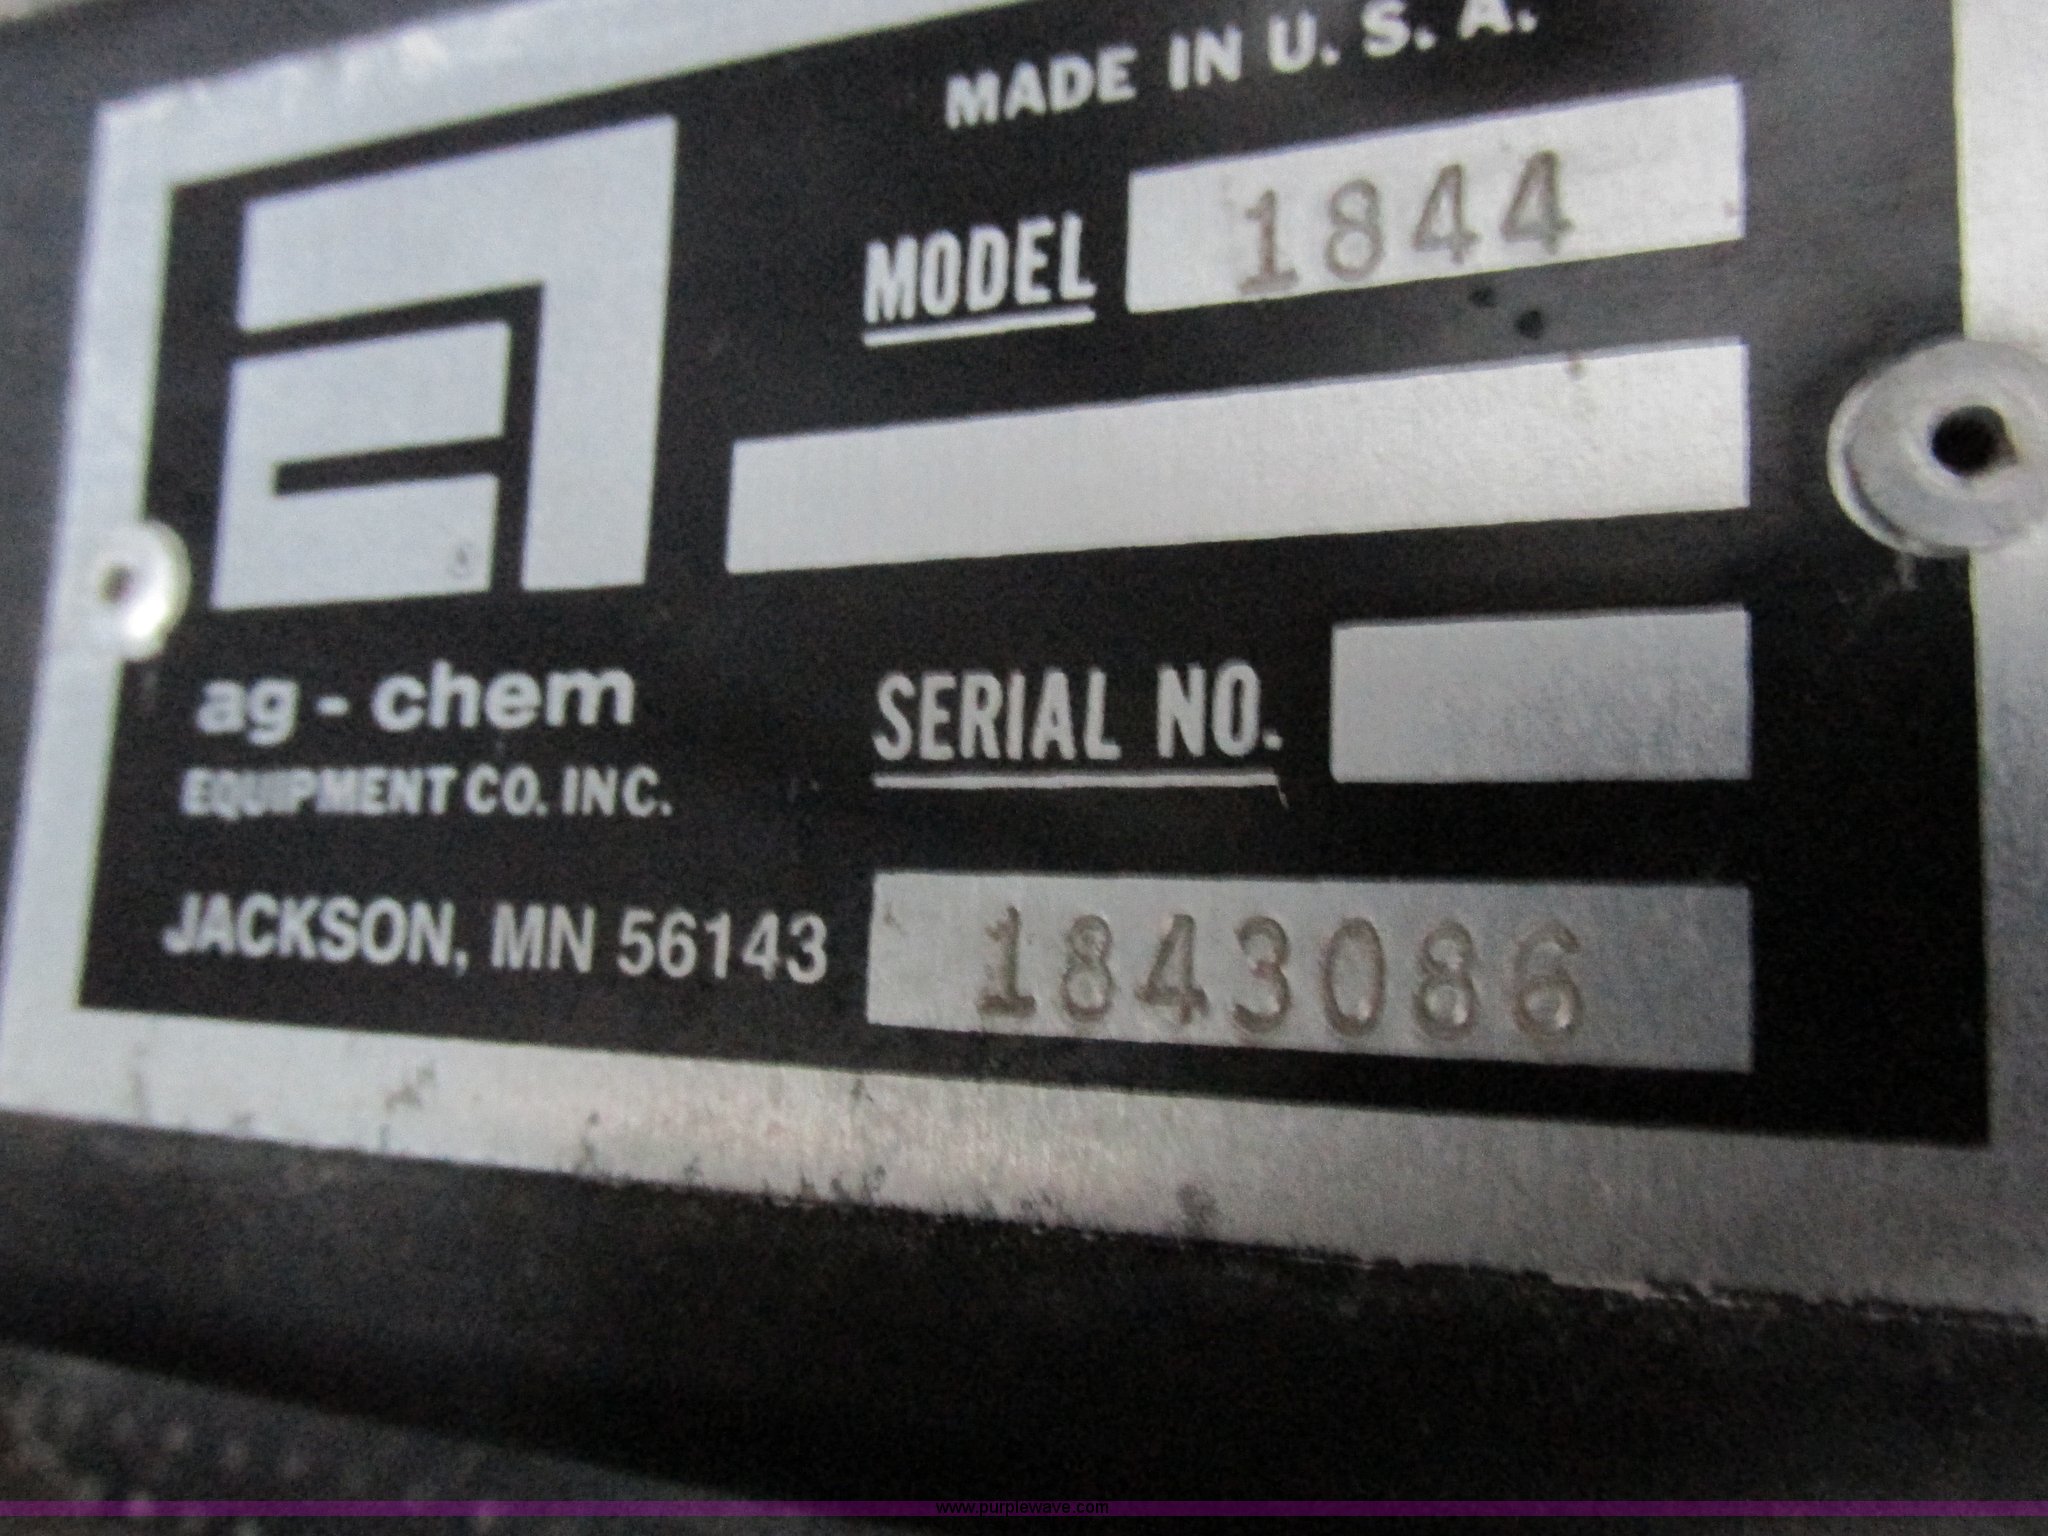 MADE IN U. S. A.
MODEL 1844
ag - chem
EQUIPMENT CO. INC.
JACKSON, MN 56143
SERIAL NO.
1843086
www.purplewave.com